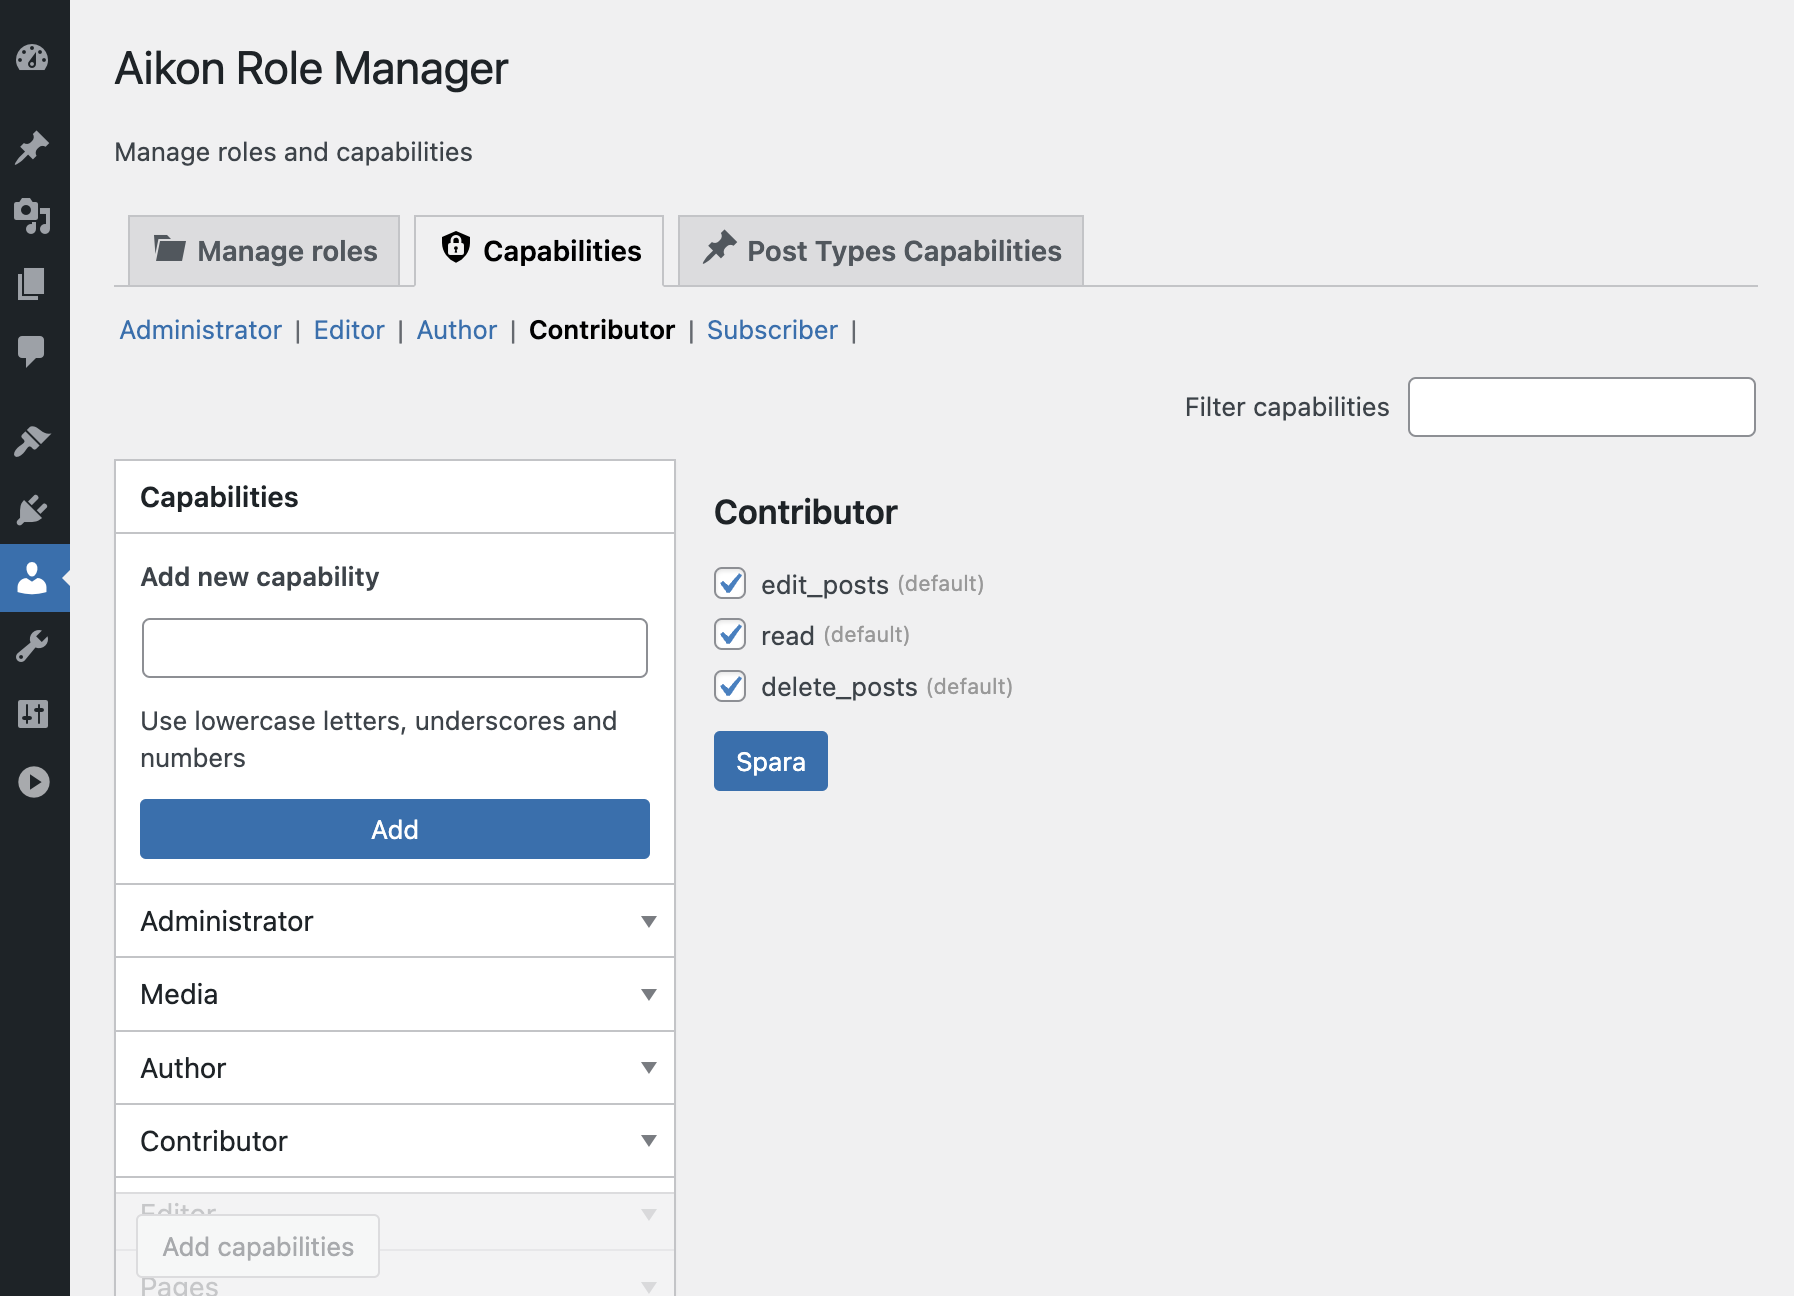 Aikon Role Manager
Manage roles and capabilities
Manage roles
Capabilities
Post Types Capabilities
Administrator | Editor | Author | Contributor | Subscriber |
Filter capabilities
Capabilities
Add new capability
Use lowercase letters, underscores and
numbers
Add
Administrator
Media
Author
Contributor
Editor
Add capabilities
Pages
Contributor
edit_posts (default)
read (default)
delete_posts (default)
Spara